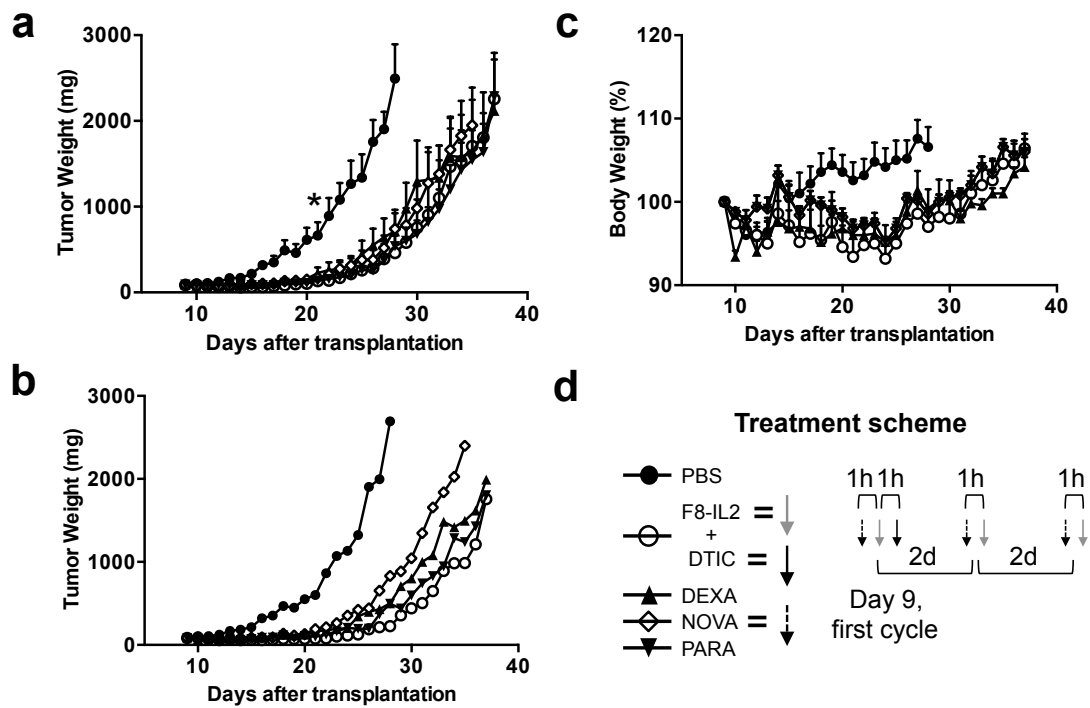 a
3000
2000
1000
0
Tumor Weight (mg)
*
10 20 30 40
Days after transplantation
c
120
110
100
90
Body Weight (%)
10 20 30 40
Days after transplantation
b
3000
2000
1000
0
Tumor Weight (mg)
10 20 30 40
Days after transplantation
d
Treatment scheme
PBS
F8-IL2 =
+
DTIC =
DEXA
NOVA =
PARA
1h 1h 1h 1h
2d 2d
Day 9,
first cycle